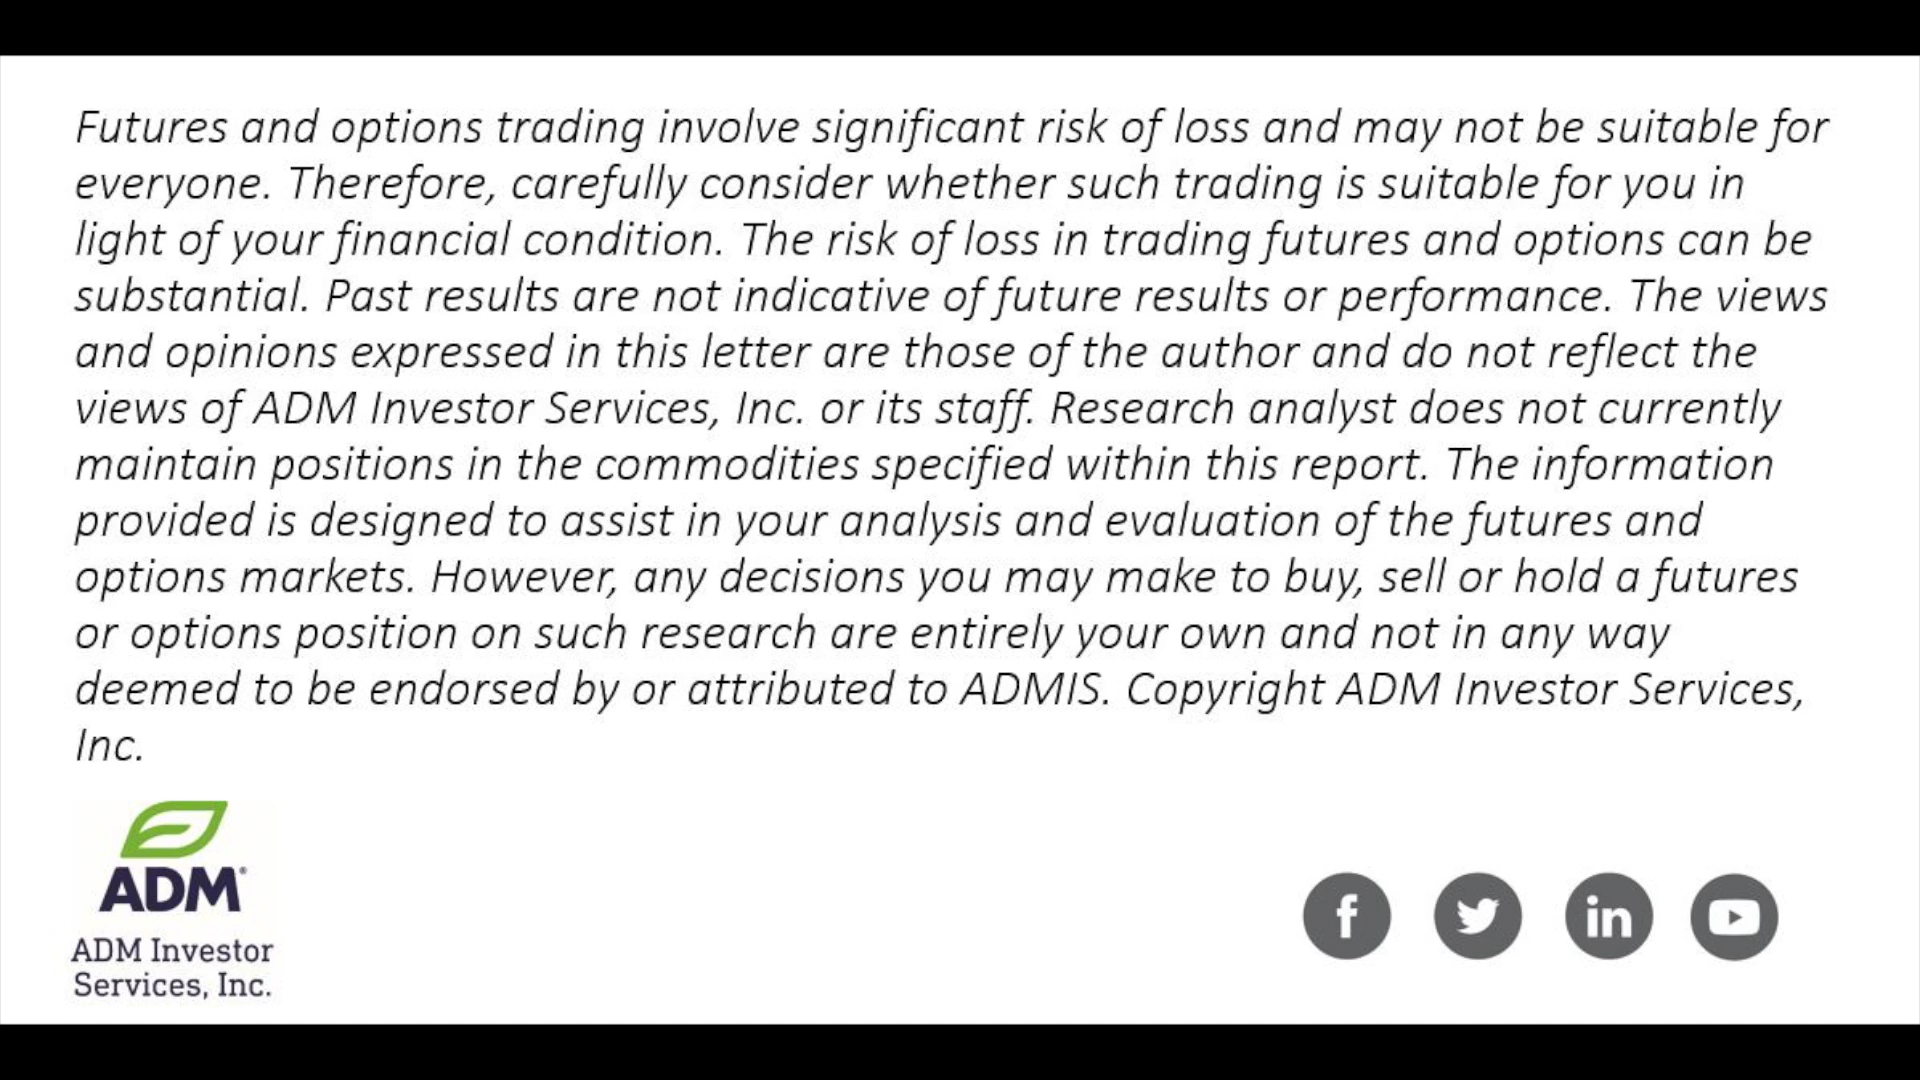 Futures and options trading involve significant risk of loss and may not be suitable for
everyone. Therefore, carefully consider whether such trading is suitable for you in
light of your financial condition. The risk of loss in trading futures and options can be
substantial. Past results are not indicative of future results or performance. The views
and opinions expressed in this letter are those of the author and do not reflect the
views of ADM Investor Services, Inc. or its staff. Research analyst does not currently
maintain positions in the commodities specified within this report. The information
provided is designed to assist in your analysis and evaluation of the futures and
options markets. However, any decisions you may make to buy, sell or hold a futures
or options position on such research are entirely your own and not in any way
deemed to be endorsed by or attributed to ADMIS. Copyright ADM Investor Services,
Inc.
ADM®
ADM Investor
Services, Inc.
f
in